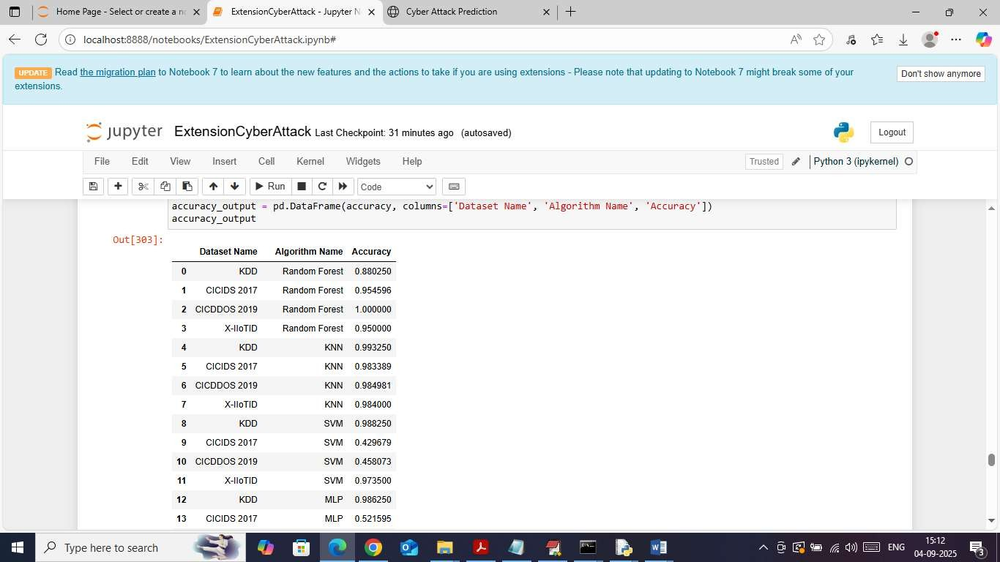 Home Page - Select or create a no
ExtensionCyberAttack - Jupyter N
Cyber Attack Prediction
localhost:8888/notebooks/ExtensionCyberAttack.ipynb#
UPDATE Read the migration plan to Notebook 7 to learn about the new features and the actions to take if you are using extensions - Please note that updating to Notebook 7 might break some of your
extensions.
Don't show anymore
jupyter ExtensionCyberAttack Last Checkpoint: 31 minutes ago (autosaved)
Logout
File Edit View Insert Cell Kernel Widgets Help
Trusted
Python 3 (ipykernel)
Run
Code
accuracy_output = pd.DataFrame(accuracy, columns=['Dataset Name', 'Algorithm Name', 'Accuracy'])
accuracy_output
Out[303]:
Dataset Name Algorithm Name Accuracy
0 KDD Random Forest 0.880250
1 CICIDS 2017 Random Forest 0.954596
2 CICDDOS 2019 Random Forest 1.000000
3 X-IIoTID Random Forest 0.950000
4 KDD KNN 0.993250
5 CICIDS 2017 KNN 0.983389
6 CICDDOS 2019 KNN 0.984981
7 X-IIoTID KNN 0.984000
8 KDD SVM 0.988250
9 CICIDS 2017 SVM 0.429679
10 CICDDOS 2019 SVM 0.458073
11 X-IIoTID SVM 0.973500
12 KDD MLP 0.986250
13 CICIDS 2017 MLP 0.521595
Type here to search
ENG
15:12
04-09-2025
3